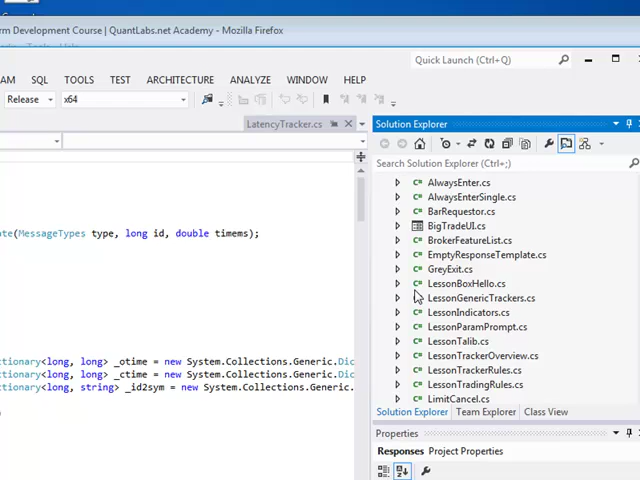 rm Development Course | QuantLabs.net Academy - Mozilla Firefox
Quick Launch (Ctrl+Q)
AM SQL TOOLS TEST ARCHITECTURE ANALYZE WINDOW HELP
Release x64
LatencyTracker.cs
Solution Explorer
Search Solution Explorer (Ctrl+;)
AlwaysEnter.cs
AlwaysEnterSingle.cs
BarRequestor.cs
BigTradeUI.cs
ate(MessageTypes type, long id, double timems);
BrokerFeatureList.cs
EmptyResponseTemplate.cs
GreyExit.cs
LessonBoxHello.cs
LessonGenericTrackers.cs
LessonIndicators.cs
LessonParamPrompt.cs
LessonTalib.cs
LessonTrackerOverview.cs
ctionary<long, long> _otime = new System.Collections.Generic.Dic
LessonTrackerRules.cs
ctionary<long, long> _ctime = new System.Collections.Generic.Dic
LessonTradingRules.cs
ctionary<long, string> _id2sym = new System.Collections.Generic.
LimitCancel.cs
Solution Explorer Team Explorer Class View
Properties
Responses Project Properties